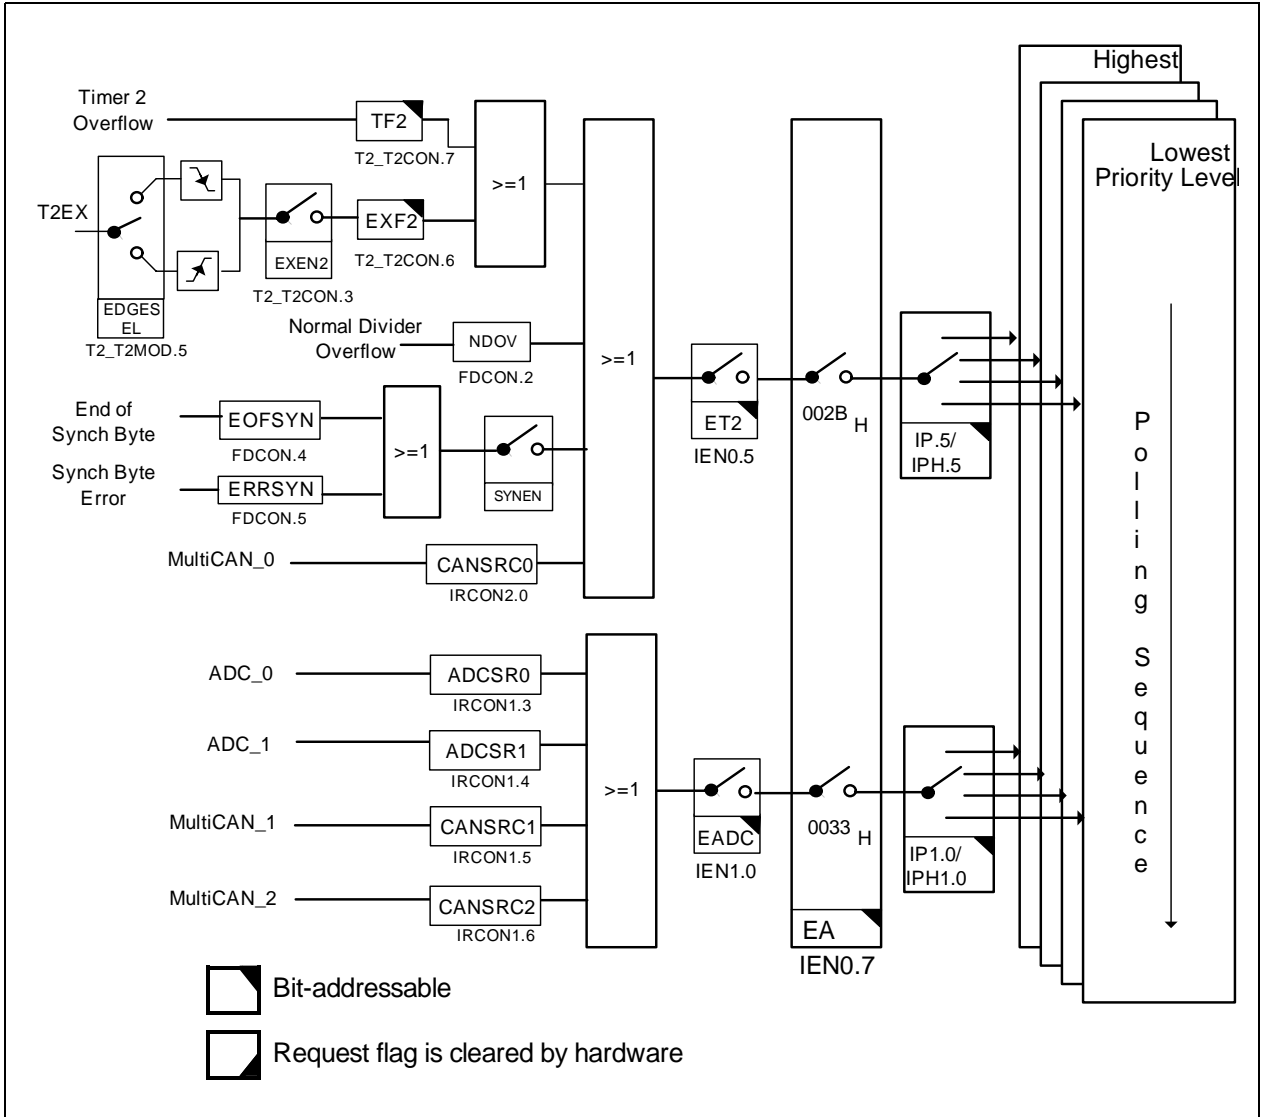 Highest
Lowest
Priority Level
Timer 2
Overflow
TF2
T2_T2CON.7
>=1
T2EX
EDGES
EL
T2_T2MOD.5
EXEN2
T2_T2CON.3
EXF2
T2_T2CON.6
Normal Divider
Overflow
NDOV
FDCON.2
>=1
End of
Synch Byte
EOFSYN
FDCON.4
Synch Byte
Error
ERRSYN
FDCON.5
>=1
SYNEN
MultiCAN_0
CANSRC0
IRCON2.0
ET2
IEN0.5
002B H
IP.5/
IPH.5
ADC_0
ADCSR0
IRCON1.3
ADC_1
ADCSR1
IRCON1.4
MultiCAN_1
CANSRC1
IRCON1.5
MultiCAN_2
CANSRC2
IRCON1.6
>=1
EADC
IEN1.0
0033 H
IP1.0/
IPH1.0
EA
IEN0.7
Polling Sequence
Bit-addressable
Request flag is cleared by hardware